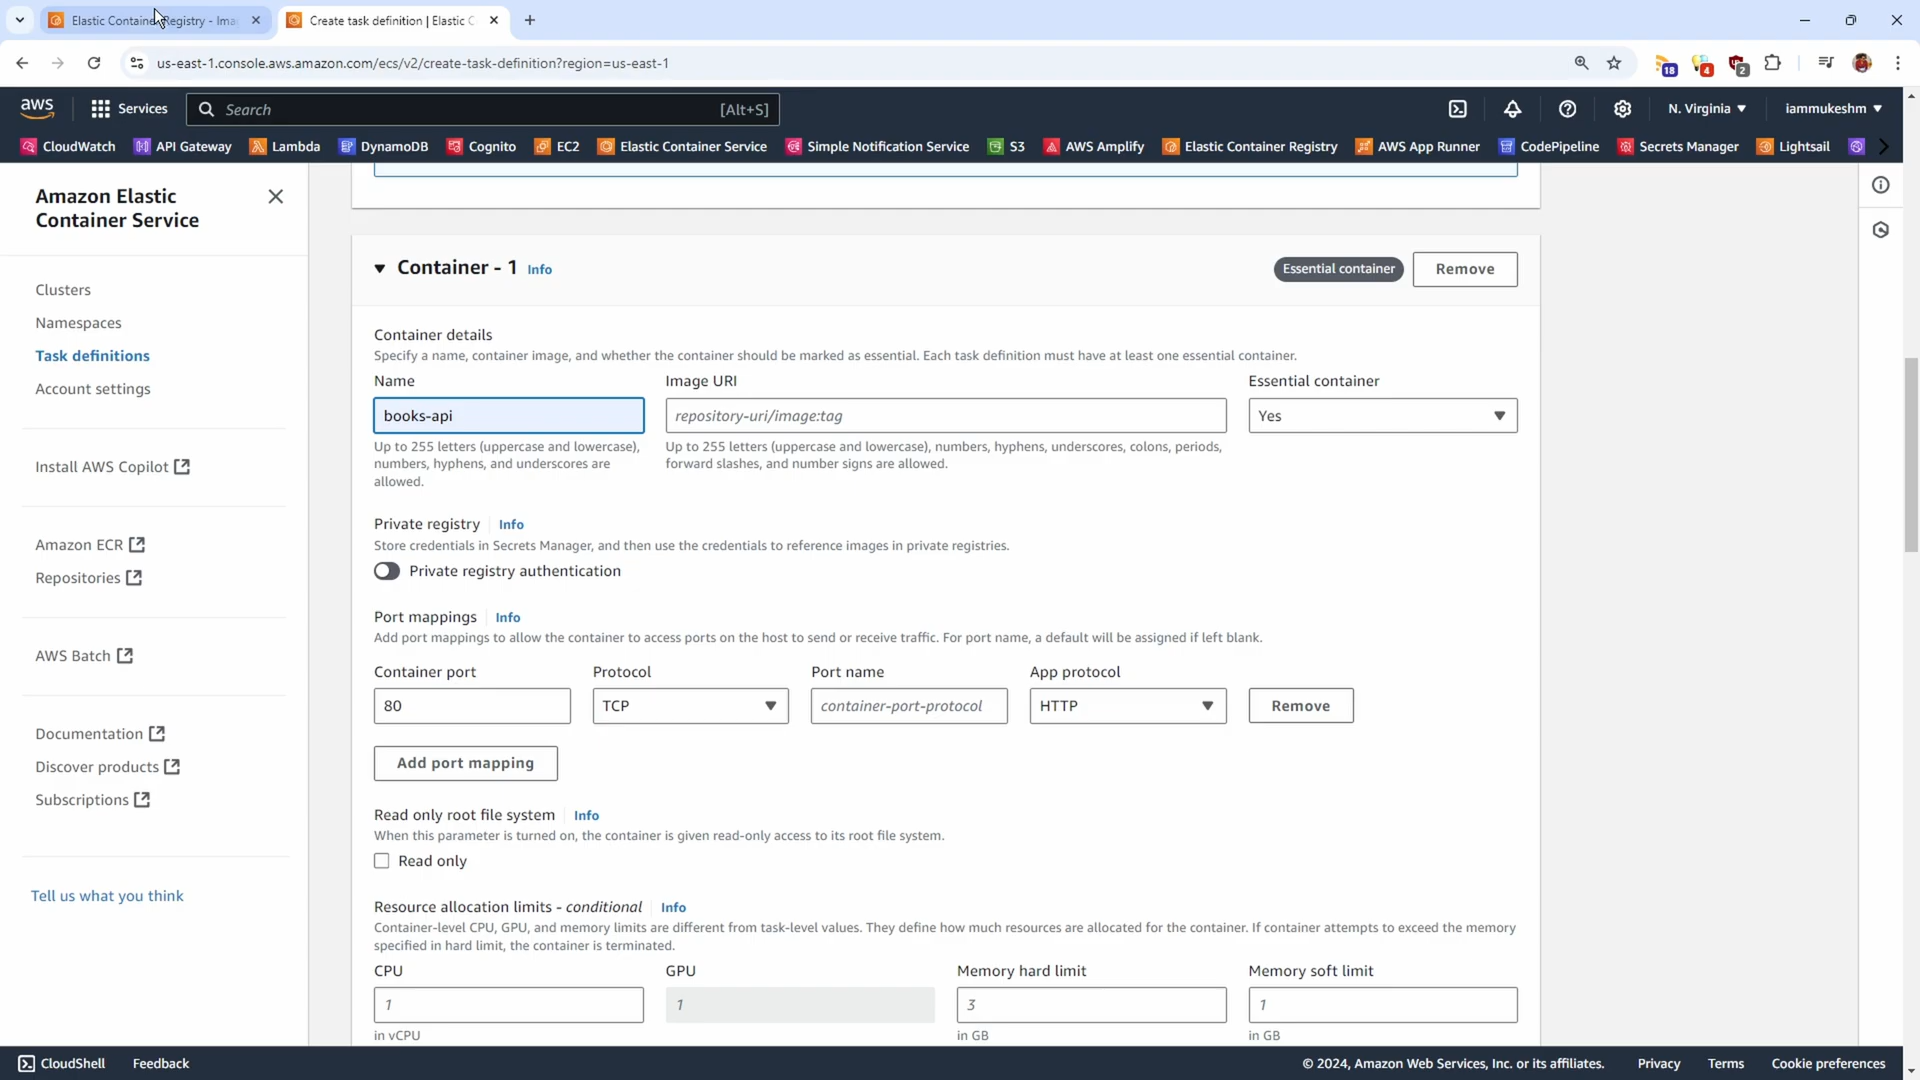 Elastic Container Registry - Ima
Create task definition | Elastic C
us-east-1.console.aws.amazon.com/ecs/v2/create-task-definition?region=us-east-1
18
4
2
aws
Services
Search
[Alt+S]
N. Virginia
iammukeshm
CloudWatch
API Gateway
Lambda
DynamoDB
Cognito
EC2
Elastic Container Service
Simple Notification Service
S3
AWS Amplify
Elastic Container Registry
AWS App Runner
CodePipeline
Secrets Manager
Lightsail
Amazon Elastic
Container Service
Clusters
Namespaces
Task definitions
Account settings
Install AWS Copilot
Amazon ECR
Repositories
AWS Batch
Documentation
Discover products
Subscriptions
Tell us what you think
Container - 1 Info
Essential container
Remove
Container details
Specify a name, container image, and whether the container should be marked as essential. Each task definition must have at least one essential container.
Name
Image URI
Essential container
books-api
repository-uri/image:tag
Yes
Up to 255 letters (uppercase and lowercase),
numbers, hyphens, and underscores are
allowed.
Up to 255 letters (uppercase and lowercase), numbers, hyphens, underscores, colons, periods,
forward slashes, and number signs are allowed.
Private registry Info
Store credentials in Secrets Manager, and then use the credentials to reference images in private registries.
Private registry authentication
Port mappings Info
Add port mappings to allow the container to access ports on the host to send or receive traffic. For port name, a default will be assigned if left blank.
Container port
Protocol
Port name
App protocol
80
TCP
container-port-protocol
HTTP
Remove
Add port mapping
Read only root file system Info
When this parameter is turned on, the container is given read-only access to its root file system.
Read only
Resource allocation limits - conditional Info
Container-level CPU, GPU, and memory limits are different from task-level values. They define how much resources are allocated for the container. If container attempts to exceed the memory
specified in hard limit, the container is terminated.
CPU
GPU
Memory hard limit
Memory soft limit
1
1
3
1
in vCPU
in GB
in GB
CloudShell
Feedback
© 2024, Amazon Web Services, Inc. or its affiliates.
Privacy
Terms
Cookie preferences